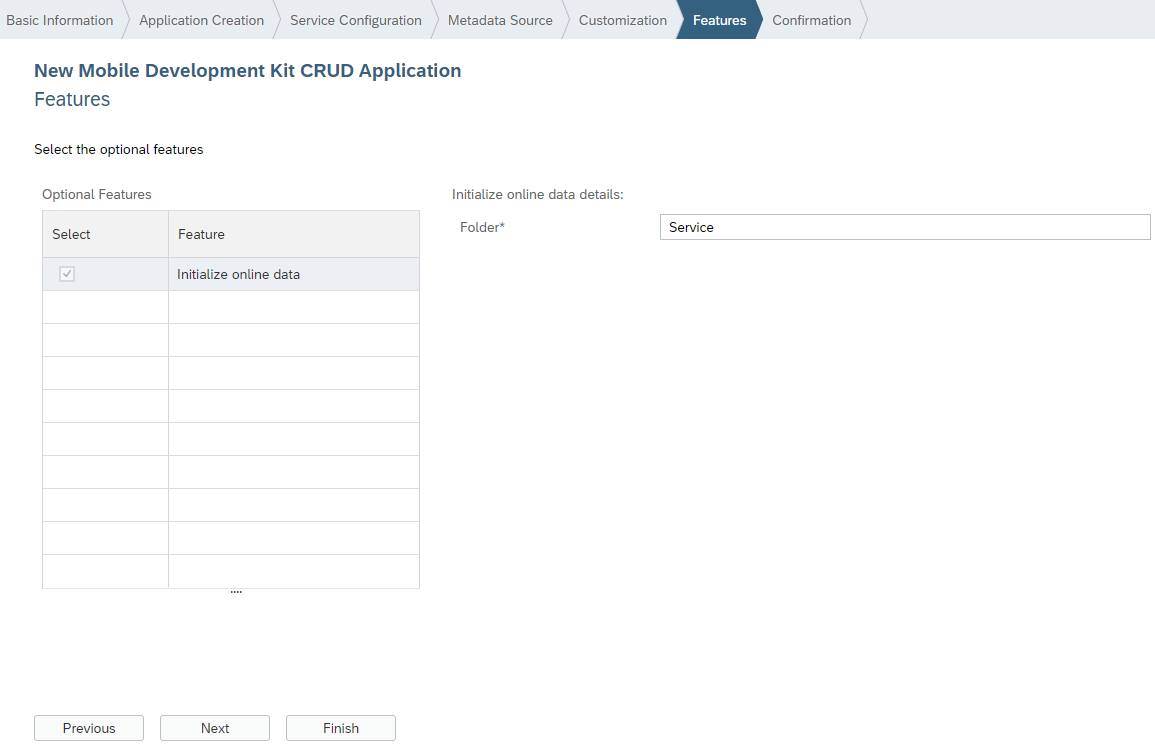 Basic Information Application Creation Service Configuration Metadata Source Customization Features Confirmation
New Mobile Development Kit CRUD Application
Features
Select the optional features
Optional Features
Select Feature
Initialize online data
Initialize online data details:
Folder* Service
....
Previous Next Finish